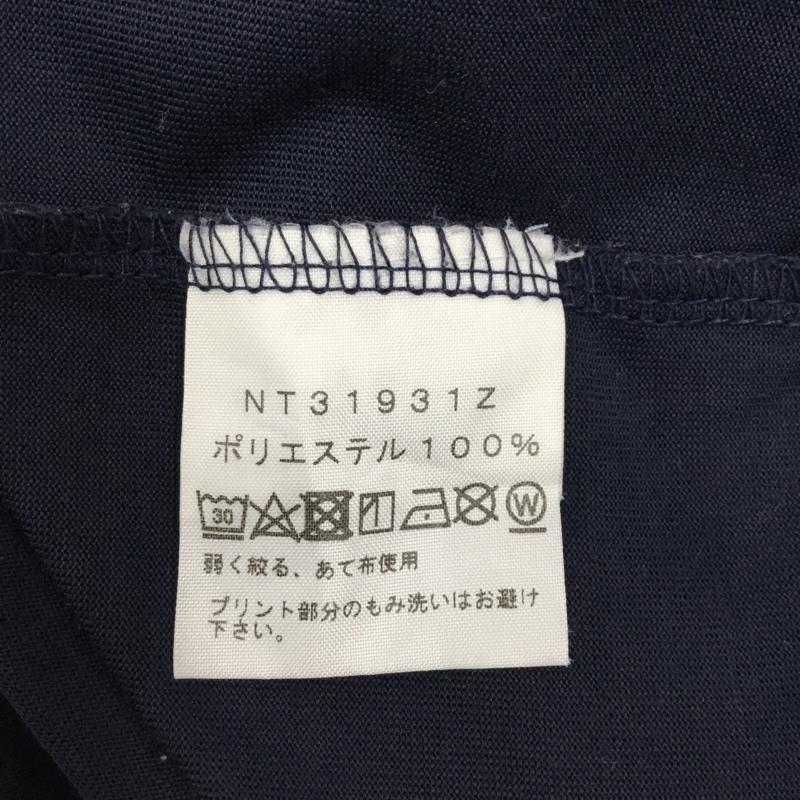 NT31931Z
ポリエステル100%
30 W
弱く絞る、あて布使用
プリント部分のもみ洗いはお避け
下さい。